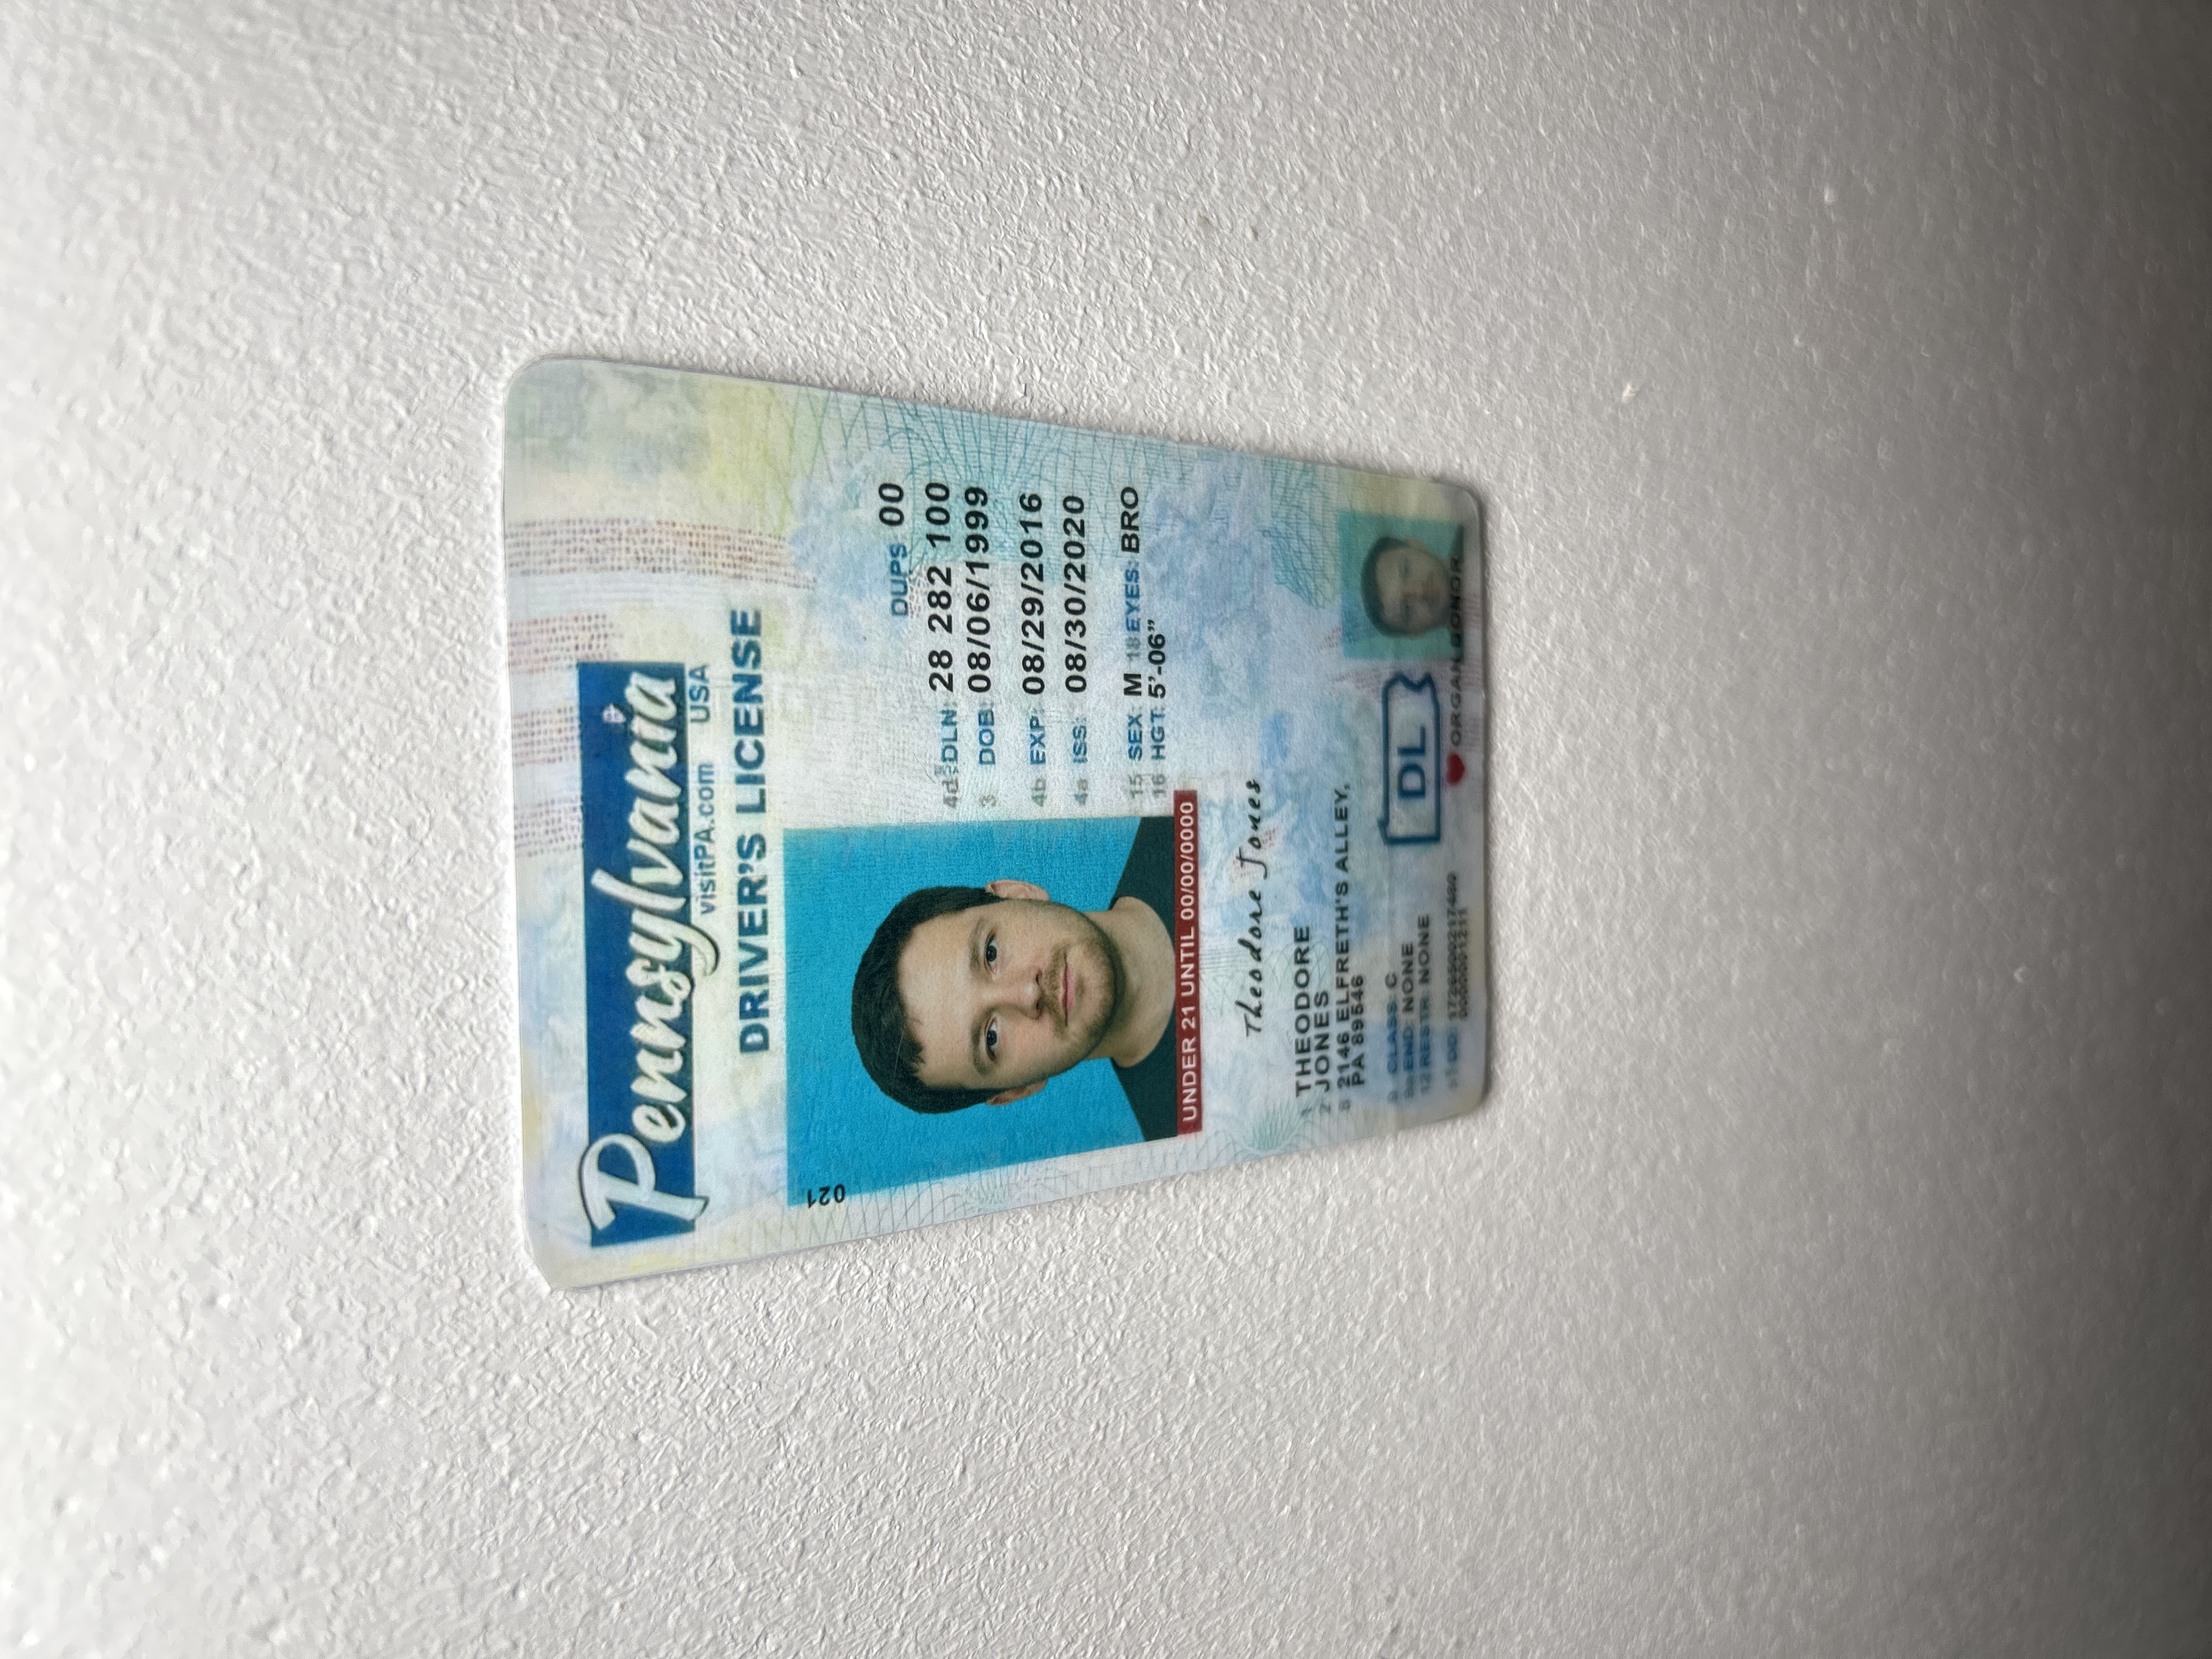 Pennsylvania
visitPA.com USA
DRIVER'S LICENSE
021
DUPS 00
4d DLN: 28 282 100
3 DOB: 08/06/1999
4b EXP: 08/29/2016
4a ISS: 08/30/2020
15 SEX: M 18 EYES: BRO
16 HGT: 5'-06"
UNDER 21 UNTIL 00/00/0000
Theodore Jones
1 THEODORE
2 JONES
8 2146 ELFRETH'S ALLEY,
PA 89546
9 CLASS: C
9a END: NONE
12 RESTR: NONE
DL
DD: 1726500217480
0000001211
ORGAN DONOR